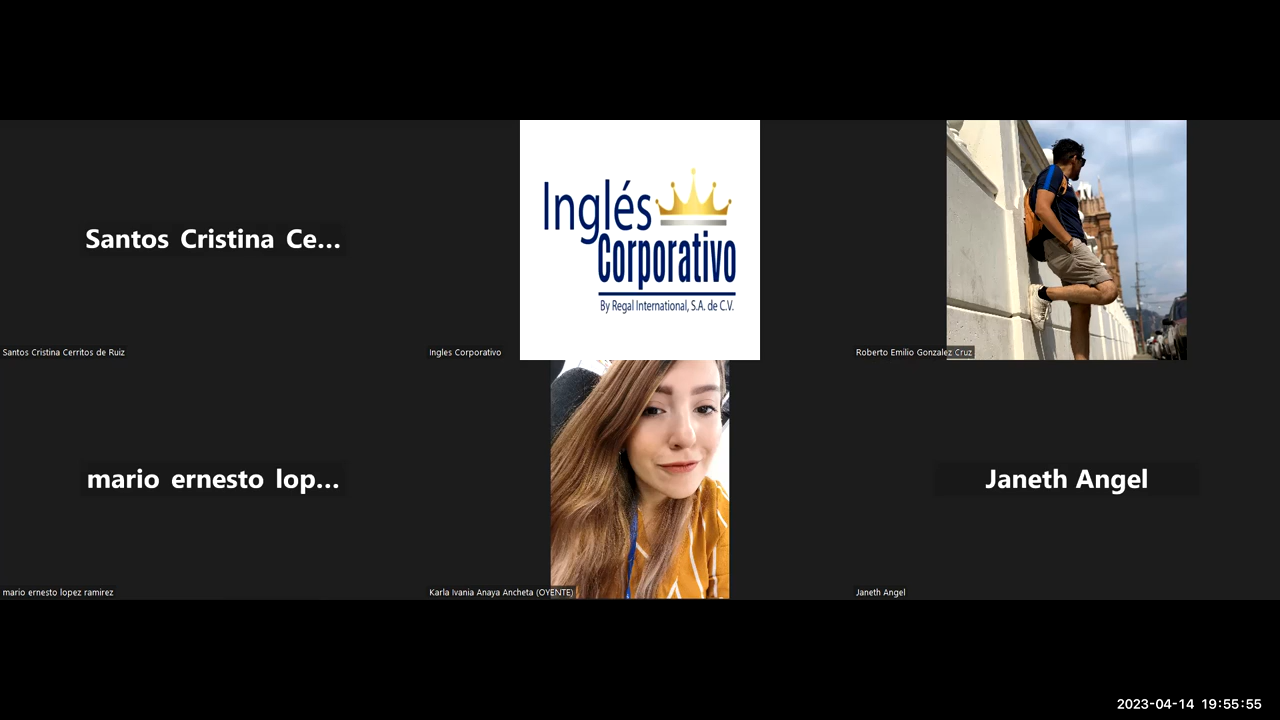 Santos Cristina Ce...
Santos Cristina Cerritos de Ruiz
Inglés
Corporativo
By Regal International, S.A. de C.V.
Ingles Corporativo
Roberto Emilio Gonzalez Cruz
mario ernesto lop...
mario ernesto lopez ramirez
Karla Ivania Anaya Ancheta (OYENTE)
Janeth Angel
Janeth Angel
2023-04-14 19:55:55